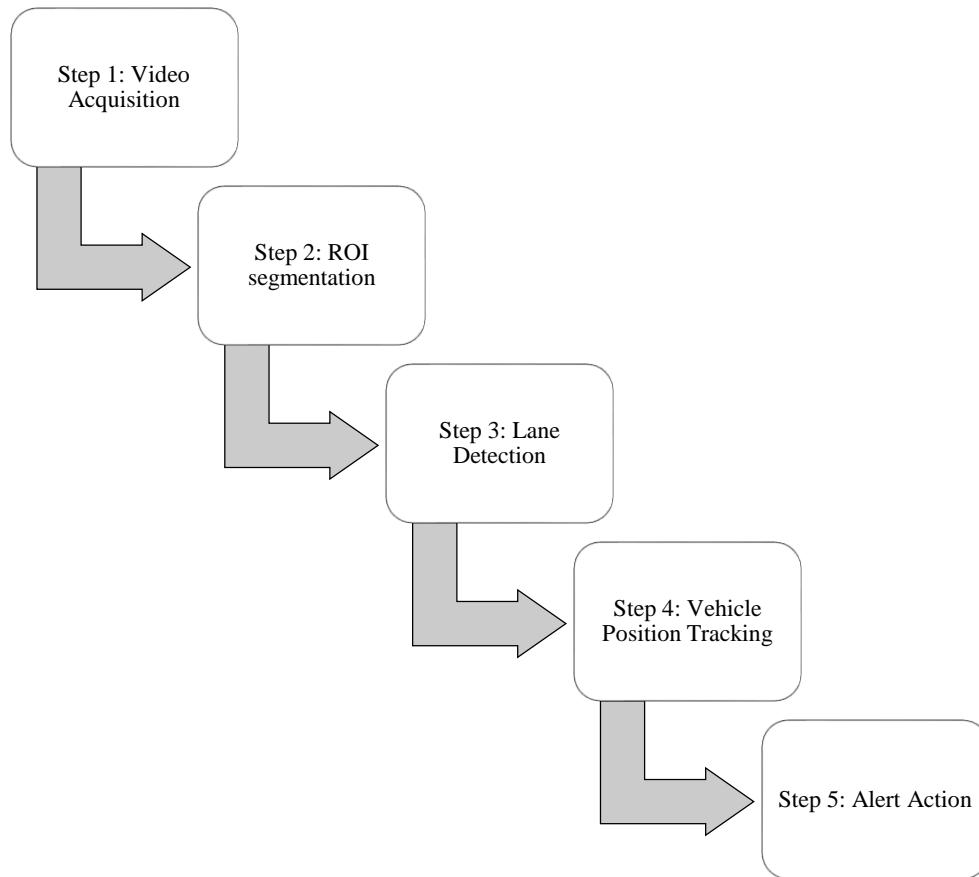 Step 1: Video
Acquisition
Step 2: ROI
segmentation
Step 3: Lane
Detection
Step 4: Vehicle
Position Tracking
Step 5: Alert Action